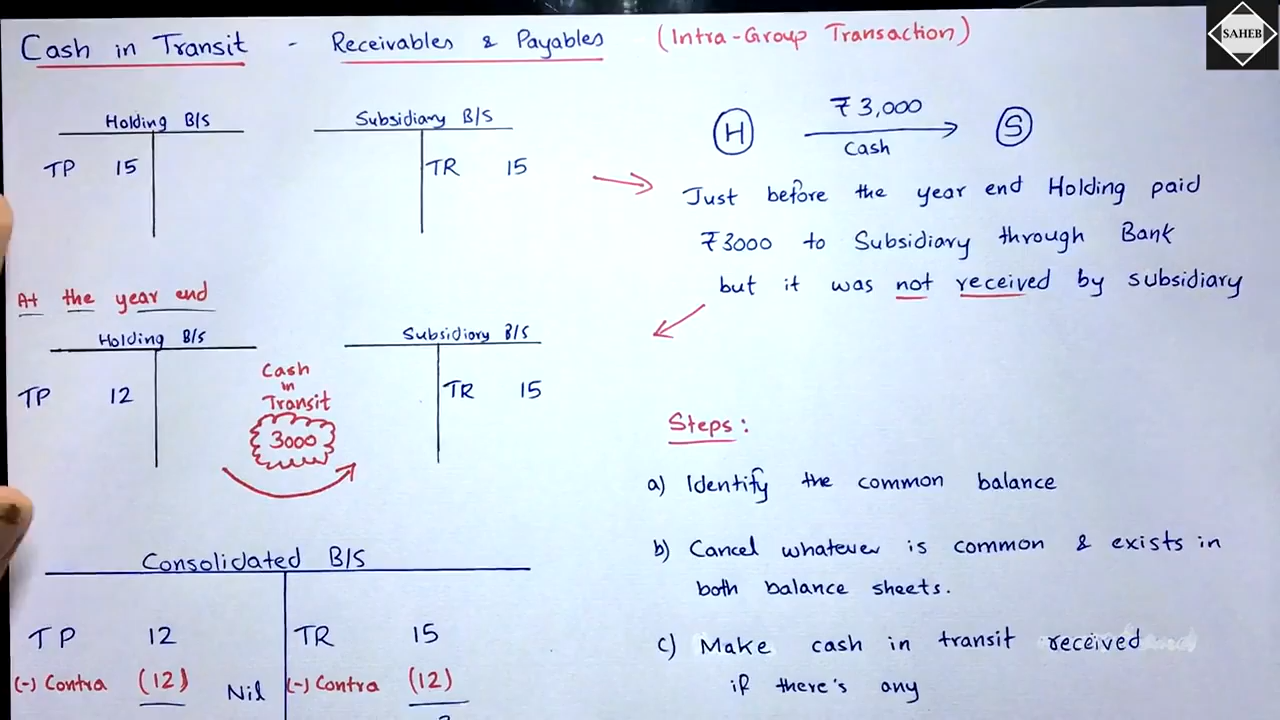 Cash in Transit - Receivables & Payables (Intra-Group Transaction)
SAHEB
Holding B/S
TP 15
Subsidiary B/S
TR 15
H ₹3,000 Cash S
Just before the year end Holding paid
₹3000 to Subsidiary through Bank
but it was not received by subsidiary
At the year end
Holding B/S
TP 12
Cash
in
Transit
3000
Subsidiary B/S
TR 15
Steps:
a) Identify the common balance
b) Cancel whatever is common & exists in
both balance sheets.
c) Make cash in transit received
if there's any
Consolidated B/S
TP 12 TR 15
(-) Contra (12) Nil (-) Contra (12)